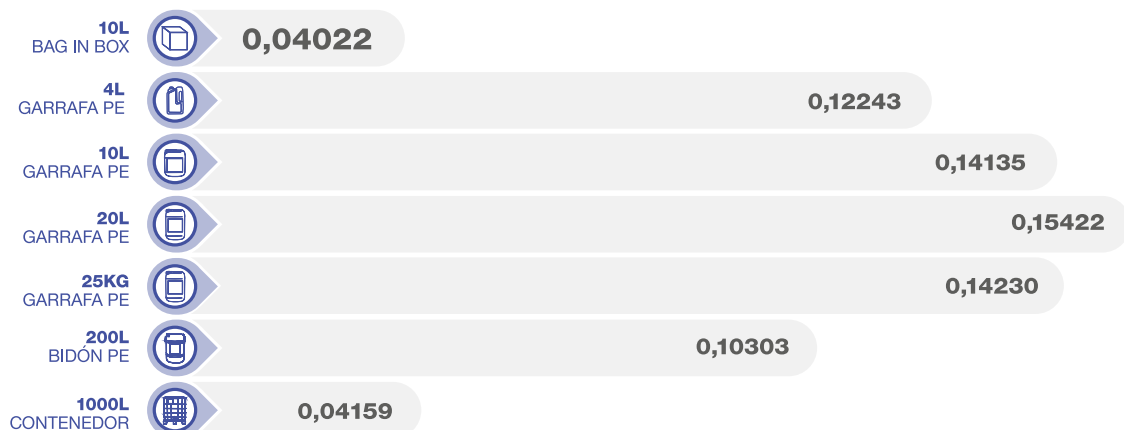 10L
BAG IN BOX
0,04022
4L
GARRAFA PE
0,12243
10L
GARRAFA PE
0,14135
20L
GARRAFA PE
0,15422
25KG
GARRAFA PE
0,14230
200L
BIDÓN PE
0,10303
1000L
CONTENEDOR
0,04159